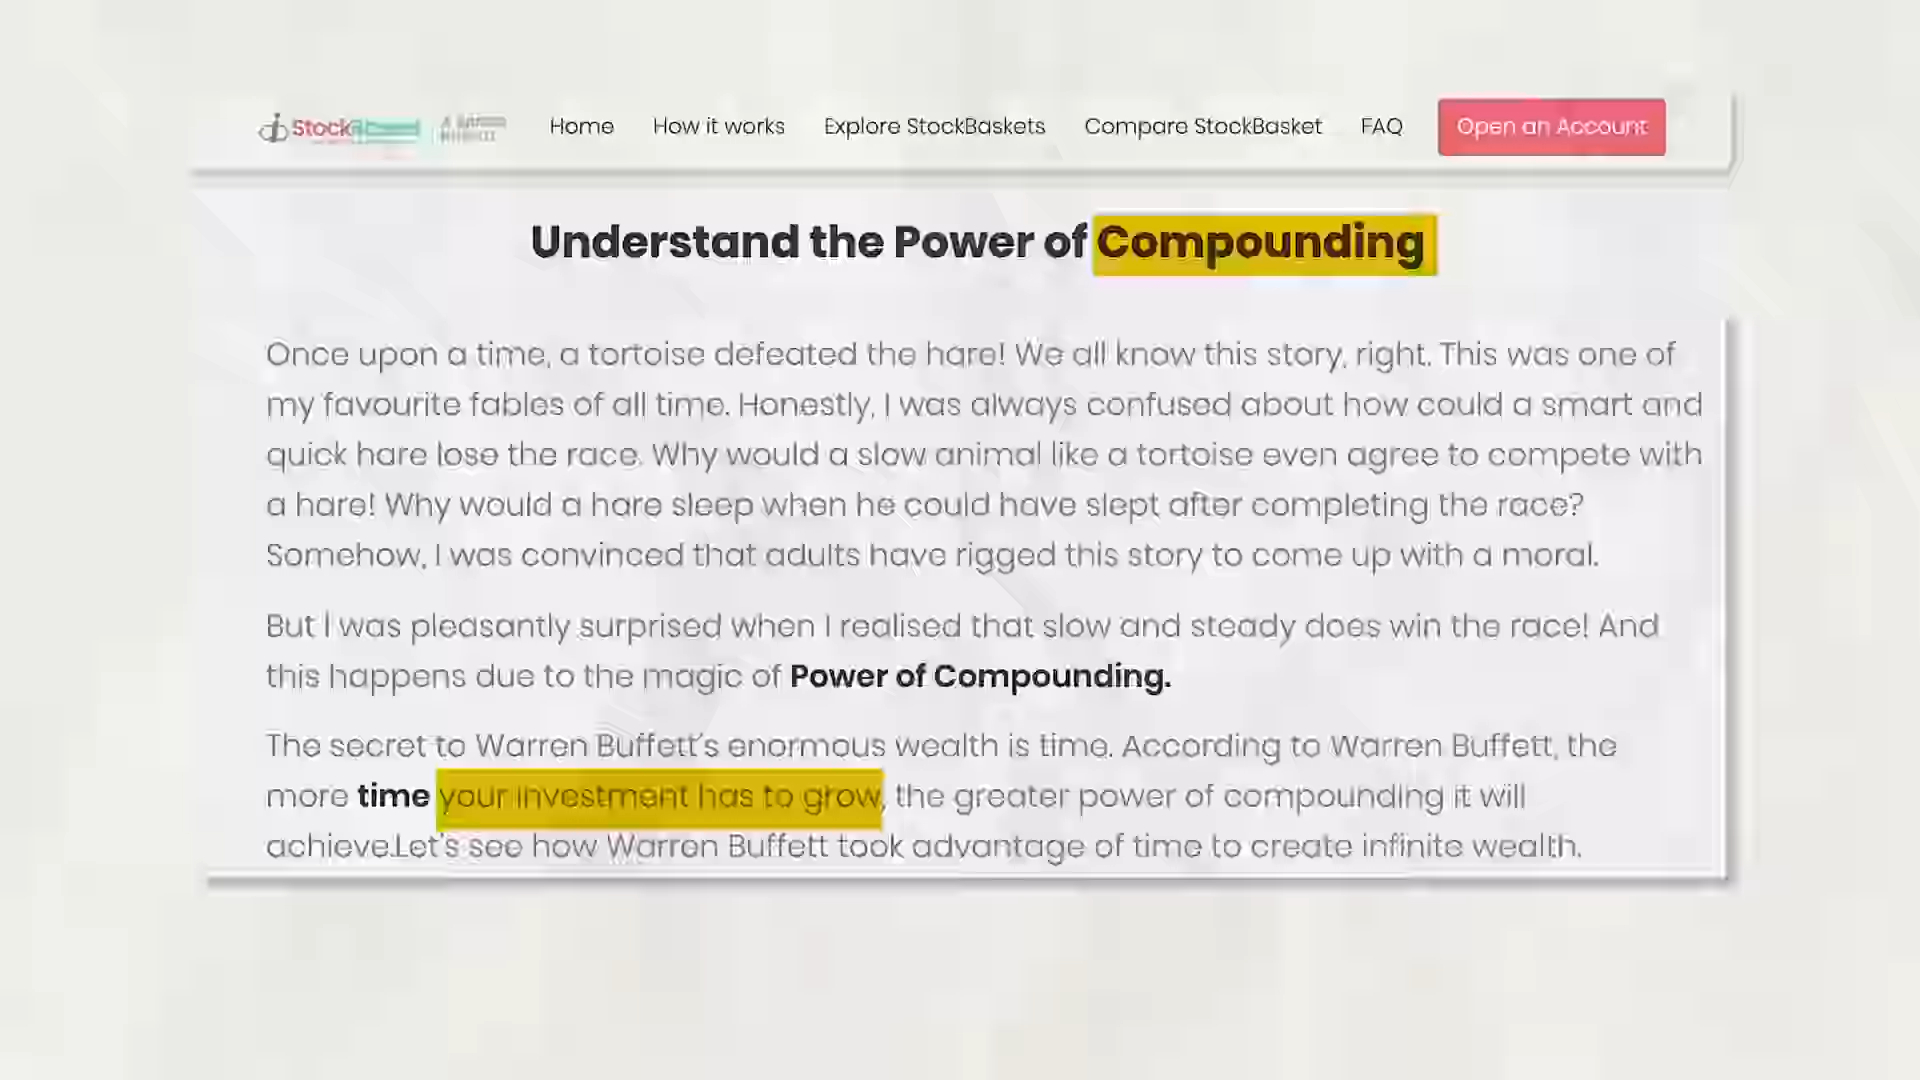 Stock
Home How it works Explore StockBaskets Compare StockBasket FAQ Open an Account
Understand the Power of Compounding
Once upon a time, a tortoise defeated the hare! We all know this story, right. This was one of
my favourite fables of all time. Honestly, I was always confused about how could a smart and
quick hare lose the race. Why would a slow animal like a tortoise even agree to compete with
a hare! Why would a hare sleep when he could have slept after completing the race?
Somehow, I was convinced that adults have rigged this story to come up with a moral.
But I was pleasantly surprised when I realised that slow and steady does win the race! And
this happens due to the magic of Power of Compounding.
The secret to Warren Buffett's enormous wealth is time. According to Warren Buffett, the
more time your investment has to grow, the greater power of compounding it will
achieve.Let's see how Warren Buffett took advantage of time to create infinite wealth.